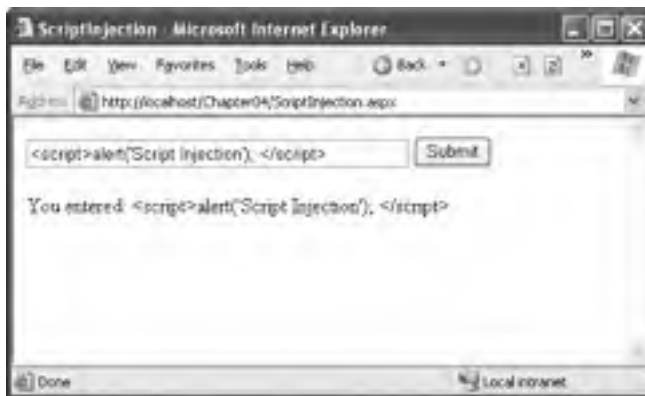 ScriptInjection - Microsoft Internet Explorer
File Edit View Favorites Tools Help Back »
Address http://localhost/Chapter04/ScriptInjection.aspx
<script>alert('Script Injection'); </script> Submit
You entered: <script>alert('Script Injection'); </script>
Done Local intranet